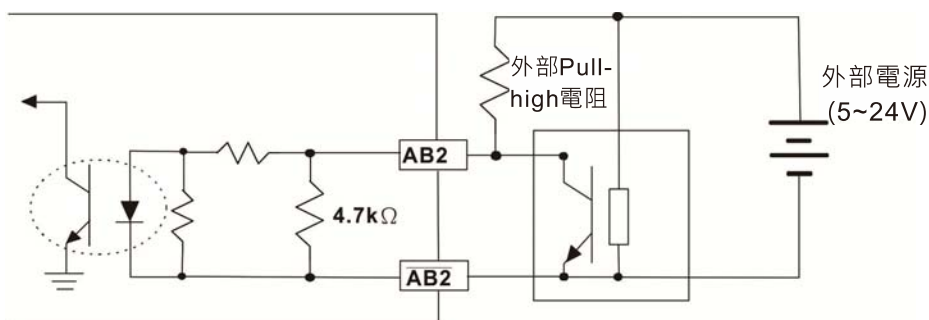 外部Pull-
high電阻
外部電源
(5~24V)
AB2
4.7kΩ
A̅B̅2̅